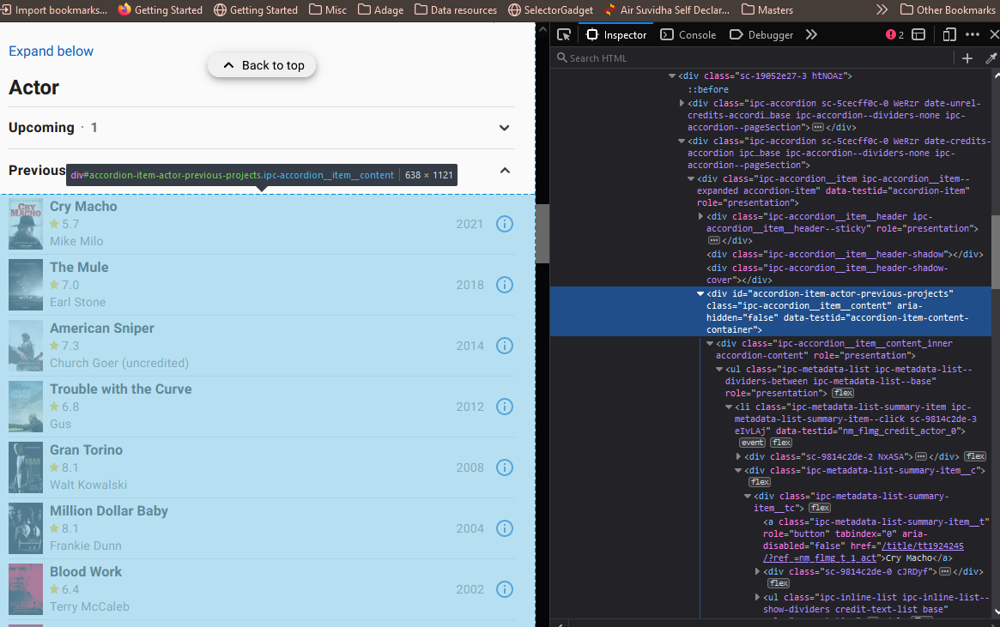 Import bookmarks... Getting Started Getting Started Misc Adage Data resources SelectorGadget Air Suvidha Self Declar... Masters Other Bookmarks
Expand below
Back to top
Actor
Upcoming · 1
Previous
div#accordion-item-actor-previous-projects.ipc-accordion__item__content 638 × 1121
Cry Macho
5.7
2021
Mike Milo
The Mule
7.0
2018
Earl Stone
American Sniper
7.3
2014
Church Goer (uncredited)
Trouble with the Curve
6.8
2012
Gus
Gran Torino
8.1
2008
Walt Kowalski
Million Dollar Baby
8.1
2004
Frankie Dunn
Blood Work
6.4
2002
Terry McCaleb
Inspector Console Debugger 2
Search HTML
<div class="sc-19052e27-3 htNOAz">
::before
<div class="ipc-accordion sc-5cecff0c-0 WeRzr date-unrel-
credits-accordi…base ipc-accordion--dividers-none ipc-
accordion--pageSection"></div>
<div class="ipc-accordion sc-5cecff0c-0 WeRzr date-credits-
accordion ipc…base ipc-accordion--dividers-none ipc-
accordion--pageSection">
<div class="ipc-accordion__item ipc-accordion__item--
expanded accordion-item" data-testid="accordion-item"
role="presentation">
<div class="ipc-accordion__item__header ipc-
accordion__item__header--sticky" role="presentation">
</div>
<div class="ipc-accordion__item__header-shadow"></div>
<div class="ipc-accordion__item__header-shadow-
cover"></div>
<div id="accordion-item-actor-previous-projects"
class="ipc-accordion__item__content" aria-
hidden="false" data-testid="accordion-item-content-
container">
<div class="ipc-accordion__item__content_inner
accordion-content" role="presentation">
<ul class="ipc-metadata-list ipc-metadata-list--
dividers-between ipc-metadata-list--base"
role="presentation"> flex
<li class="ipc-metadata-list-summary-item ipc-
metadata-list-summary-item--click sc-9814c2de-3
eIvLAj" data-testid="nm_flmg_credit_actor_0">
event flex
<div class="sc-9814c2de-2 NxASA"></div> flex
<div class="ipc-metadata-list-summary-item__c">
flex
<div class="ipc-metadata-list-summary-
item__tc"> flex
<a class="ipc-metadata-list-summary-item__t"
role="button" tabindex="0" aria-
disabled="false" href="/title/tt1924245
/?ref_=nm_flmg_t_1_act">Cry Macho</a>
<div class="sc-9814c2de-0 cJRDyf"></div>
flex
<ul class="ipc-inline-list ipc-inline-list--
show-dividers credit-text-list base"